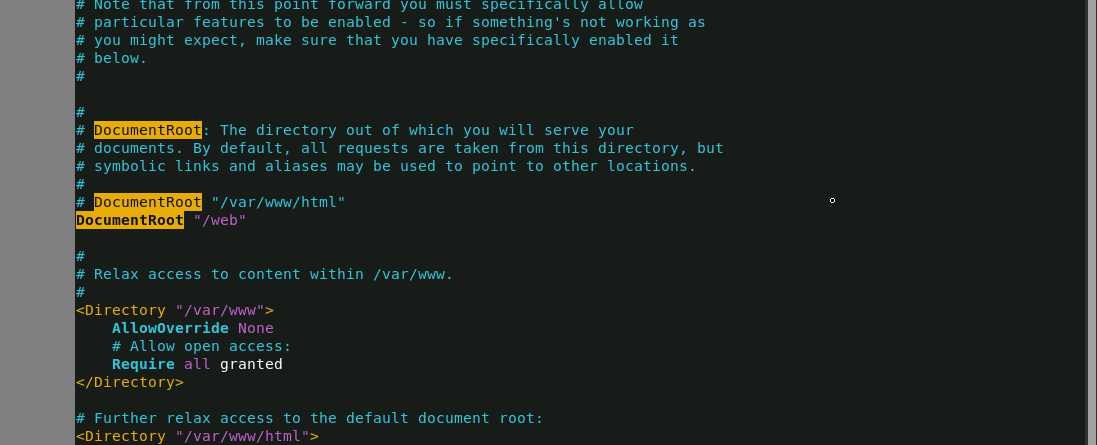 # Note that from this point forward you must specifically allow
# particular features to be enabled - so if something's not working as
# you might expect, make sure that you have specifically enabled it
# below.
#
#
# DocumentRoot: The directory out of which you will serve your
# documents. By default, all requests are taken from this directory, but
# symbolic links and aliases may be used to point to other locations.
#
# DocumentRoot "/var/www/html"
DocumentRoot "/web"
#
# Relax access to content within /var/www.
#
<Directory "/var/www">
    AllowOverride None
    # Allow open access:
    Require all granted
</Directory>
# Further relax access to the default document root:
<Directory "/var/www/html">